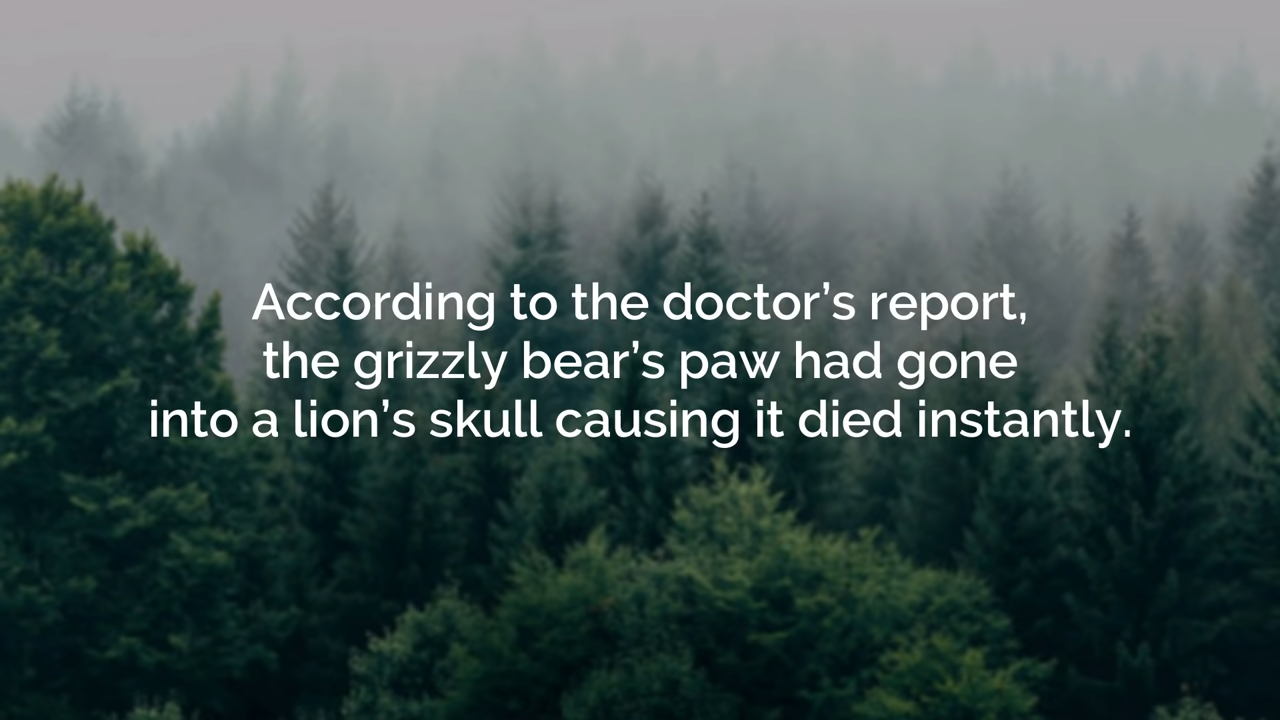 According to the doctor’s report,
the grizzly bear’s paw had gone
into a lion’s skull causing it died instantly.